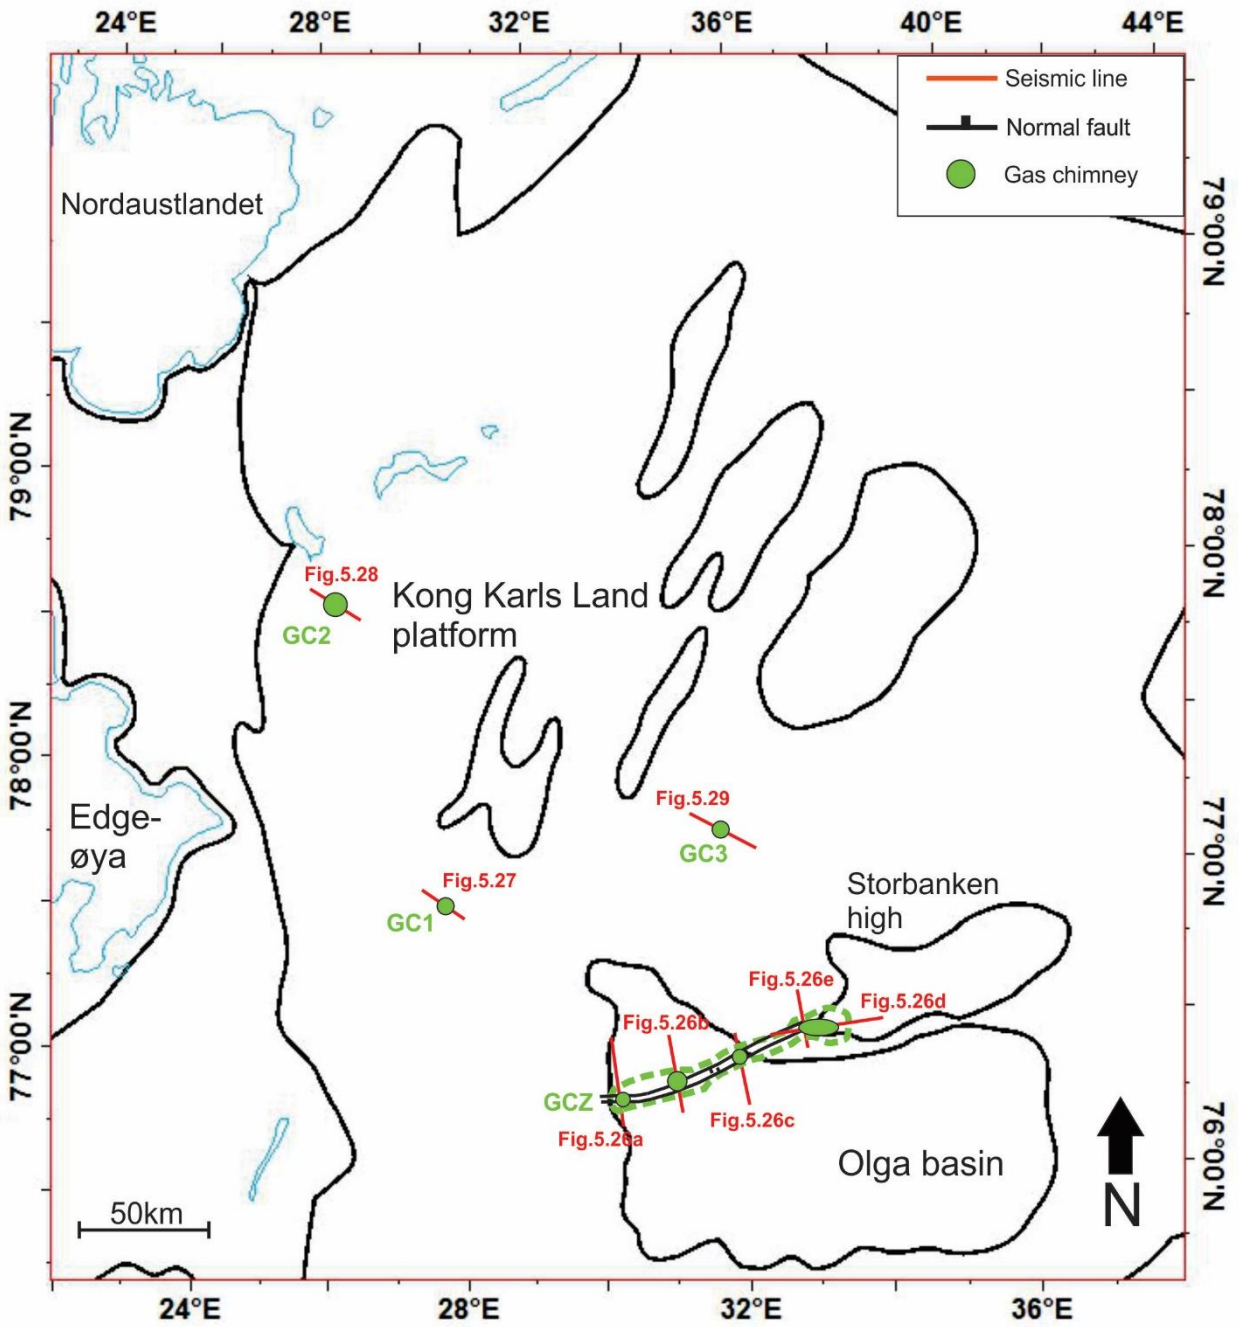 24°E 28°E 32°E 36°E 40°E 44°E
Seismic line
Normal fault
Gas chimney
Nordaustlandet
79°00'N
79°00'N
78°00'N
Fig.5.28
GC2
Kong Karls Land
platform
78°00'N
Fig.5.29
GC3
77°00'N
Edge-
øya
Fig.5.27
GC1
Storbanken
high
Fig.5.26e
Fig.5.26d
Fig.5.26b
77°00'N
GCZ
Fig.5.26a
Fig.5.26c
76°00'N
Olga basin
N
50km
24°E 28°E 32°E 36°E